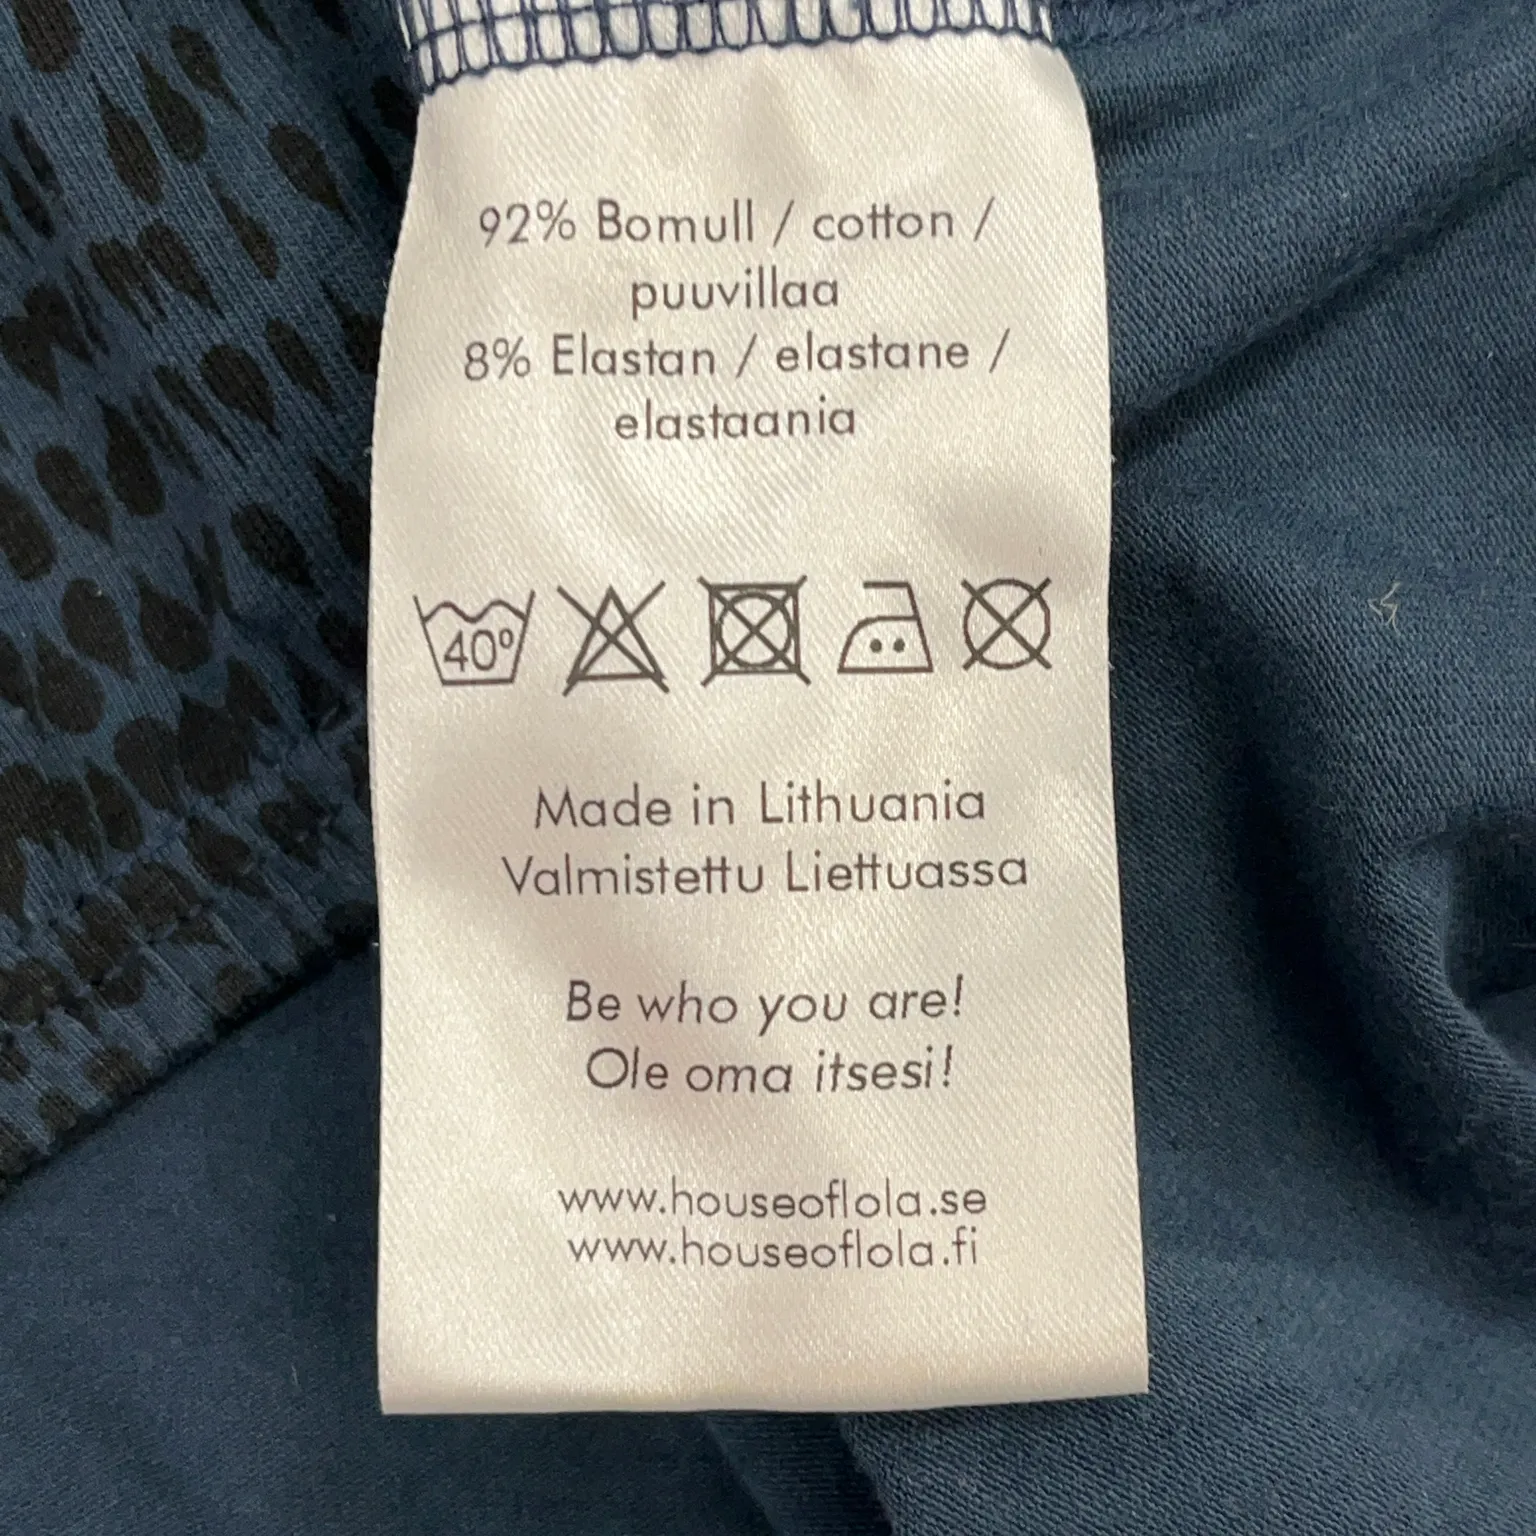 92% Bomull / cotton /
puuvillaa
8% Elastan / elastane /
elastaania
40º
Made in Lithuania
Valmistettu Liettuassa
Be who you are!
Ole oma itsesi!
www.houseoflola.se
www.houseoflola.fi